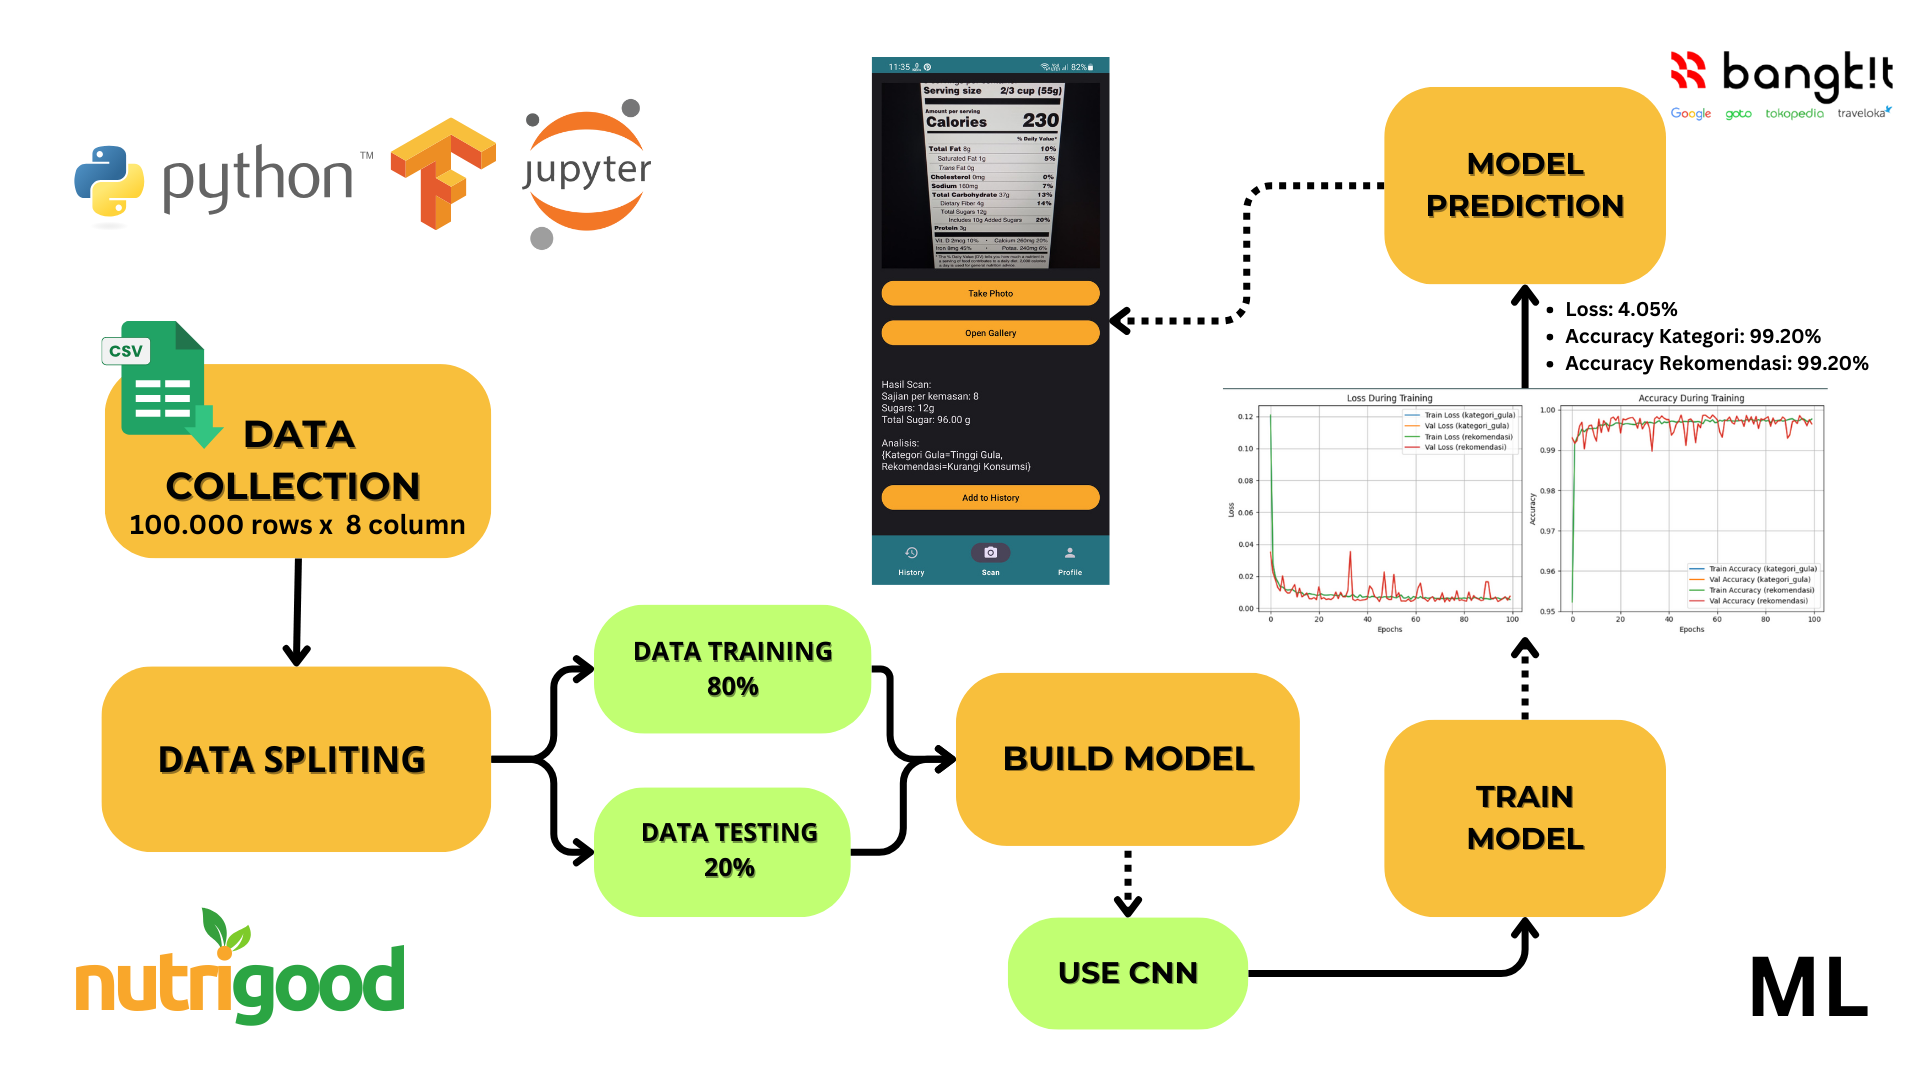 python ™
jupyter
bangk!t
Google goto tokopedia traveloka
CSV
DATA
COLLECTION
100.000 rows x 8 column
DATA SPLITING
DATA TRAINING
80%
DATA TESTING
20%
BUILD MODEL
USE CNN
TRAIN
MODEL
Loss During Training
Train Loss (kategori_gula)
Val Loss (kategori_gula)
Train Loss (rekomendasi)
Val Loss (rekomendasi)
Loss
0.12
0.10
0.08
0.06
0.04
0.02
0.00
0 20 40 60 80 100
Epochs
Accuracy During Training
Train Accuracy (kategori_gula)
Val Accuracy (kategori_gula)
Train Accuracy (rekomendasi)
Val Accuracy (rekomendasi)
Accuracy
1.00
0.99
0.98
0.97
0.96
0.95
0 20 40 60 80 100
Epochs
• Loss: 4.05%
• Accuracy Kategori: 99.20%
• Accuracy Rekomendasi: 99.20%
MODEL
PREDICTION
11:35 82%
Serving size 2/3 cup (55g)
Amount per serving
Calories 230
% Daily Value*
Total Fat 8g 10%
Saturated Fat 1g 5%
Trans Fat 0g
Cholesterol 0mg 0%
Sodium 160mg 7%
Total Carbohydrate 37g 13%
Dietary Fiber 4g 14%
Total Sugars 12g
Includes 10g Added Sugars 20%
Protein 3g
Vit. D 2mcg 10% • Calcium 260mg 20%
Iron 8mg 45% • Potas. 240mg 6%
Take Photo
Open Gallery
Hasil Scan:
Sajian per kemasan: 8
Sugars: 12g
Total Sugar: 96.00 g
Analisis:
{Kategori Gula=Tinggi Gula,
Rekomendasi=Kurangi Konsumsi}
Add to History
History Scan Profile
nutrigood
ML